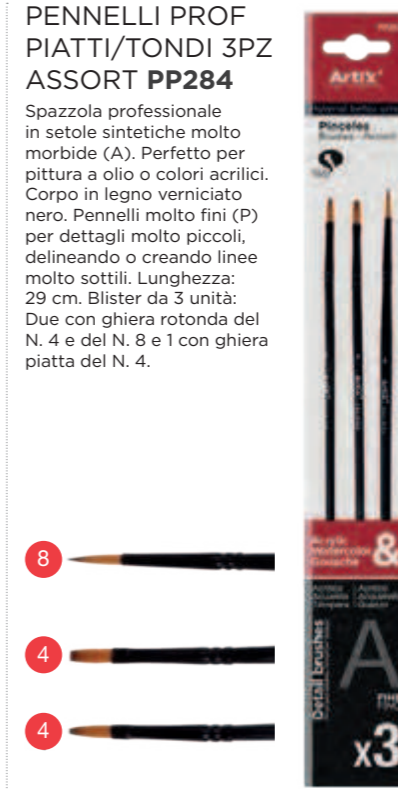 PENNELLI PROF
PIATTI/TONDI 3PZ
ASSORT PP284
Spazzola professionale
in setole sintetiche molto
morbide (A). Perfetto per
pittura a olio o colori acrilici.
Corpo in legno verniciato
nero. Pennelli molto fini (P)
per dettagli molto piccoli,
delineando o creando linee
molto sottili. Lunghezza:
29 cm. Blister da 3 unità:
Due con ghiera rotonda del
N. 4 e del N. 8 e 1 con ghiera
piatta del N. 4.
8
4
4
Artix
Pinceles
Acrylic
Watercolor
Gouache
&
Detail brushes
A
x3